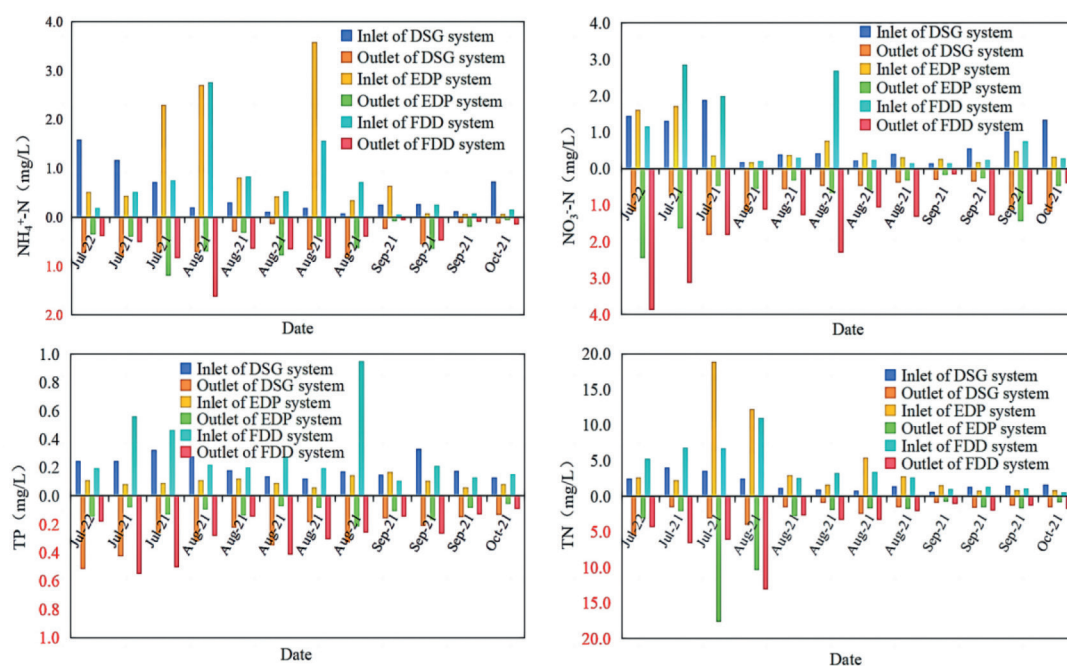 4.0
3.0
2.0
1.0
0.0
1.0
2.0
NH₄⁺-N (mg/L)
Inlet of DSG system
Outlet of DSG system
Inlet of EDP system
Outlet of EDP system
Inlet of FDD system
Outlet of FDD system
Jul-22
Jul-21
Jul-21
Aug-21
Aug-21
Aug-21
Aug-21
Aug-21
Sep-21
Sep-21
Sep-21
Oct-21
Date
4.0
3.0
2.0
1.0
0.0
1.0
2.0
3.0
4.0
NO₃⁻-N (mg/L)
Inlet of DSG system
Outlet of DSG system
Inlet of EDP system
Outlet of EDP system
Inlet of FDD system
Outlet of FDD system
Jul-22
Jul-21
Jul-21
Aug-21
Aug-21
Aug-21
Aug-21
Aug-21
Sep-21
Sep-21
Sep-21
Oct-21
Date
1.0
0.8
0.6
0.4
0.2
0.0
0.2
0.4
0.6
0.8
1.0
TP (mg/L)
Inlet of DSG system
Outlet of DSG system
Inlet of EDP system
Outlet of EDP system
Inlet of FDD system
Outlet of FDD system
Jul-22
Jul-21
Jul-21
Aug-21
Aug-21
Aug-21
Aug-21
Aug-21
Sep-21
Sep-21
Sep-21
Oct-21
Date
20.0
15.0
10.0
5.0
0.0
5.0
10.0
15.0
20.0
TN (mg/L)
Inlet of DSG system
Outlet of DSG system
Inlet of EDP system
Outlet of EDP system
Inlet of FDD system
Outlet of FDD system
Jul-22
Jul-21
Jul-21
Aug-21
Aug-21
Aug-21
Aug-21
Aug-21
Sep-21
Sep-21
Sep-21
Oct-21
Date